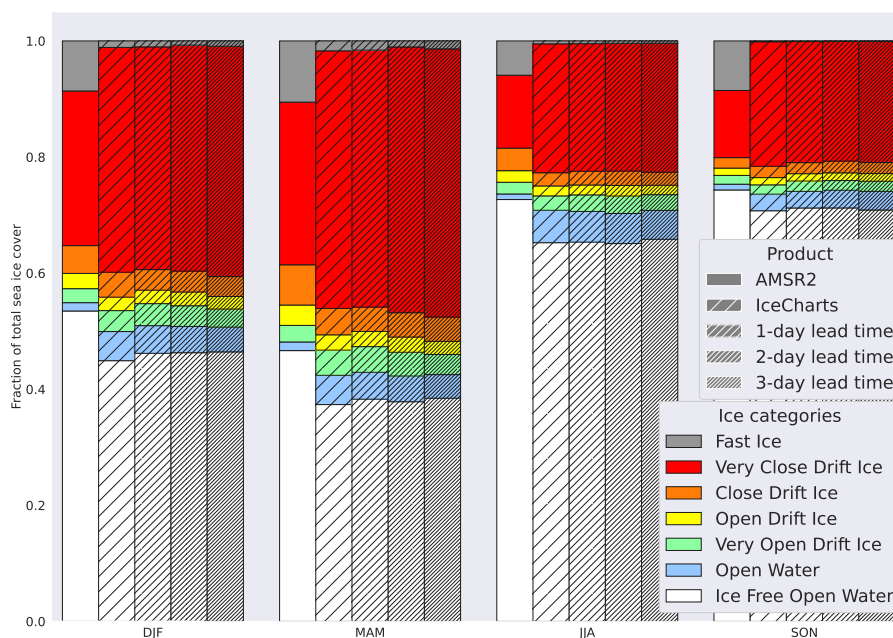 1.0
0.8
0.6
0.4
0.2
0.0
Fraction of total sea ice cover
DJF
MAM
JJA
SON
Product
AMSR2
IceCharts
1-day lead time
2-day lead time
3-day lead time
Ice categories
Fast Ice
Very Close Drift Ice
Close Drift Ice
Open Drift Ice
Very Open Drift Ice
Open Water
Ice Free Open Water